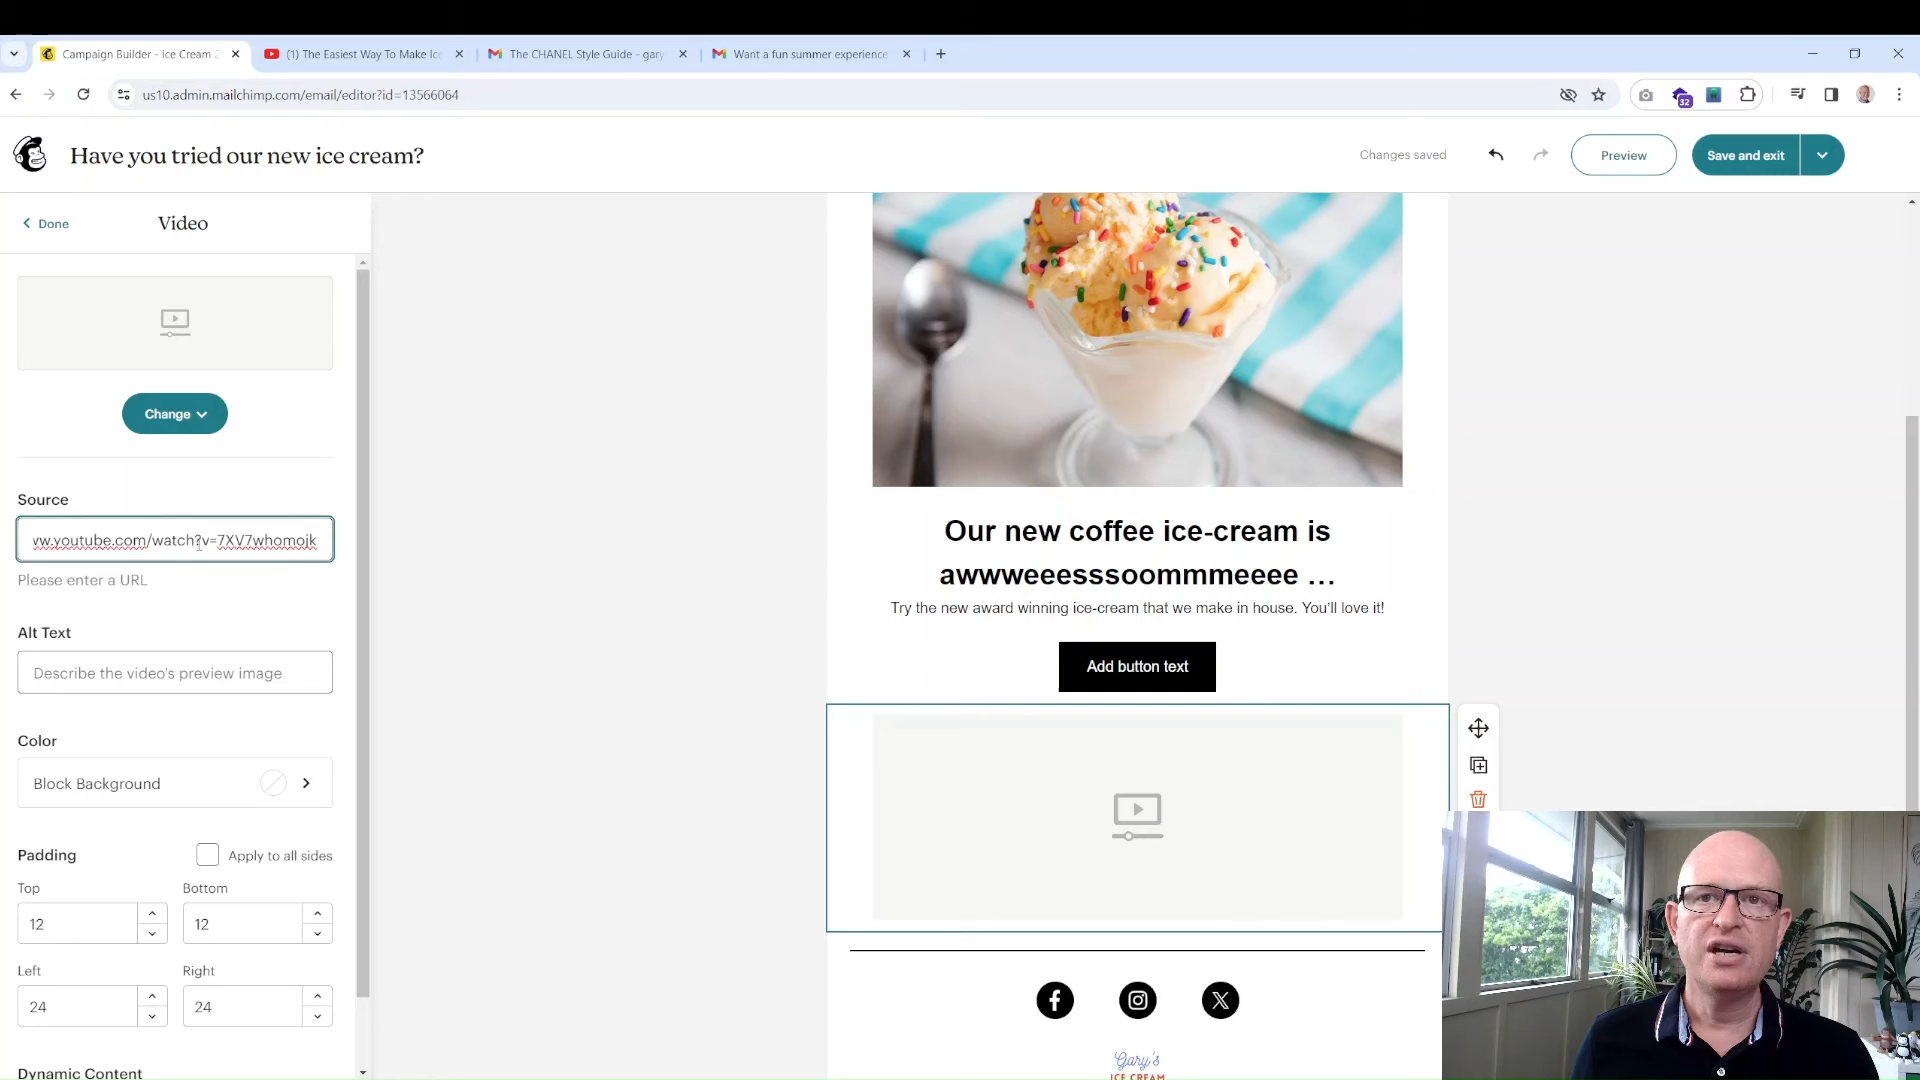 Campaign Builder - Ice Cream 2
(1) The Easiest Way To Make Ice
The CHANEL Style Guide - gary
Want a fun summer experience
us10.admin.mailchimp.com/email/editor?id=13566064
32
Have you tried our new ice cream?
Changes saved
Preview
Save and exit
Done
Video
Change
Source
vw.youtube.com/watch?v=7XV7whomojk
Please enter a URL
Alt Text
Describe the video's preview image
Color
Block Background
Padding
Apply to all sides
Top
Bottom
12
12
Left
Right
24
24
Dynamic Content
Our new coffee ice-cream is
awwweeesssoommmeeee ...
Try the new award winning ice-cream that we make in house. You'll love it!
Add button text
Gary's
ICE CREAM